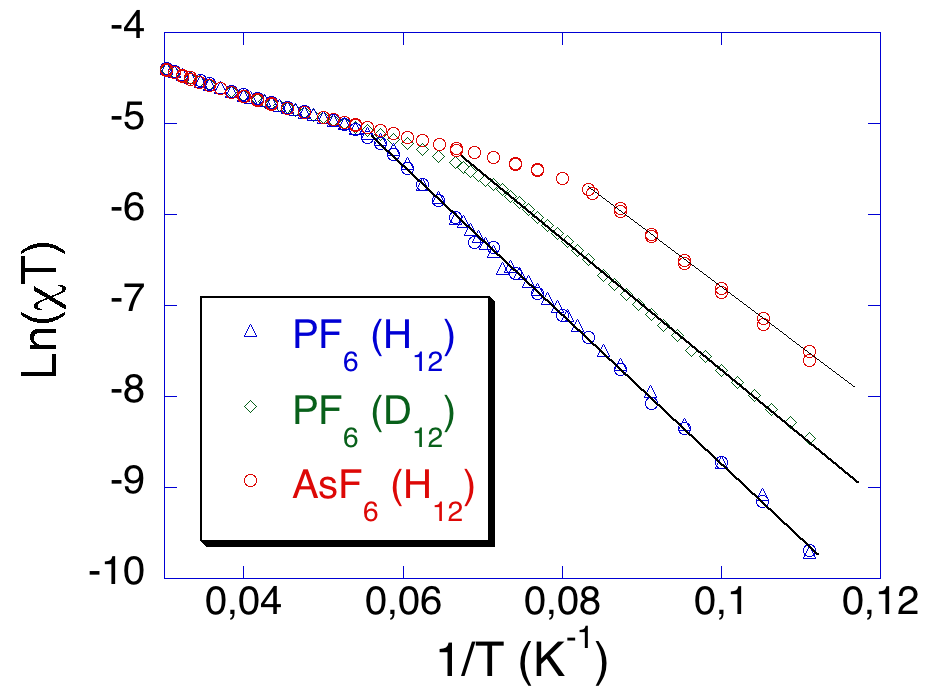 -4
-5
-6
-7
-8
-9
-10
Ln(χT)
PF6 (H12)
PF6 (D12)
AsF6 (H12)
0,04 0,06 0,08 0,1 0,12
1/T (K-1)